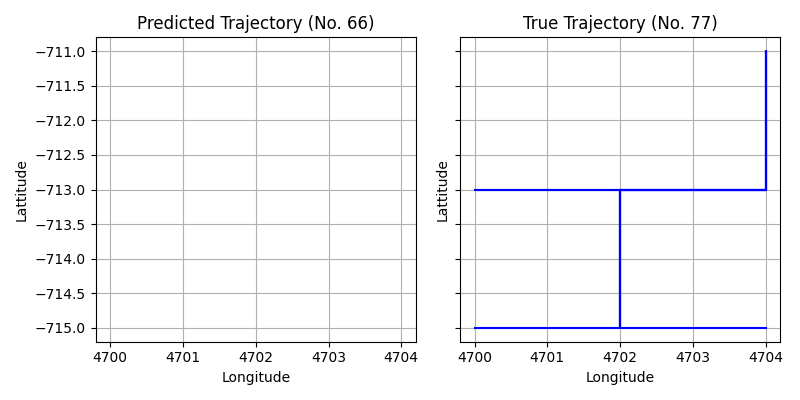 Predicted Trajectory (No. 66)
True Trajectory (No. 77)
Lattitude
−711.0
−711.5
−712.0
−712.5
−713.0
−713.5
−714.0
−714.5
−715.0
4700 4701 4702 4703 4704
Longitude
Lattitude
4700 4701 4702 4703 4704
Longitude